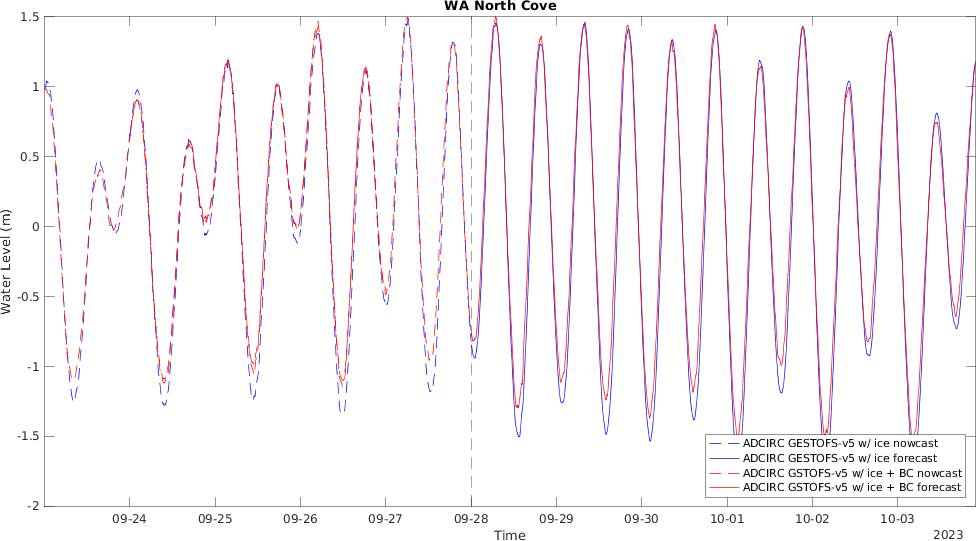 WA North Cove
1.5
1
0.5
0
-0.5
-1
-1.5
-2
Water Level (m)
09-24 09-25 09-26 09-27 09-28 09-29 09-30 10-01 10-02 10-03
Time
2023
ADCIRC GESTOFS-v5 w/ ice nowcast
ADCIRC GESTOFS-v5 w/ ice forecast
ADCIRC GSTOFS-v5 w/ ice + BC nowcast
ADCIRC GSTOFS-v5 w/ ice + BC forecast